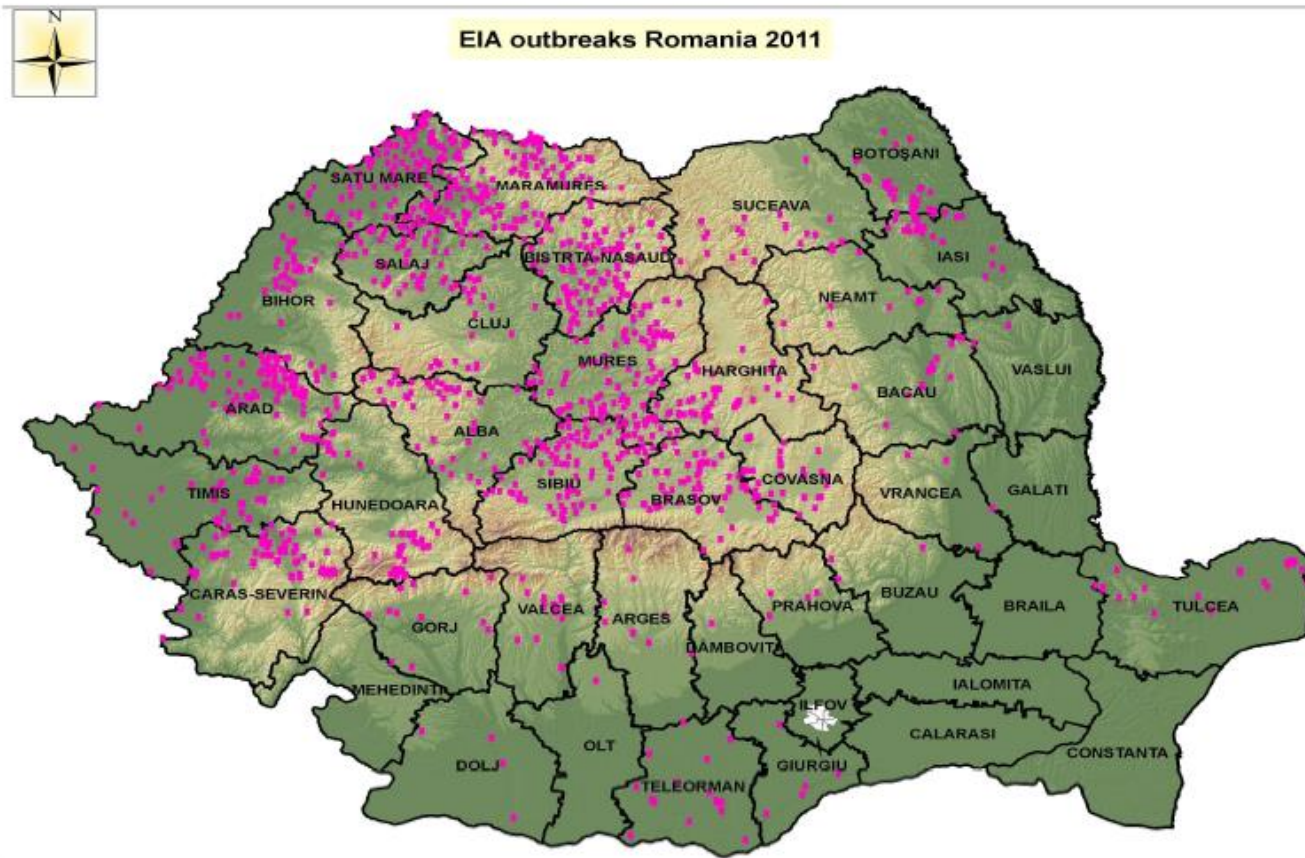 N
EIA outbreaks Romania 2011
BOTOŞANI
SATU MARE
MARAMURES
SUCEAVA
IASI
SALAJ
BISTRTA-NASAUD
BIHOR
NEAMT
CLUJ
MURES
HARGHITA
VASLUI
BACAU
ARAD
ALBA
COVASNA
SIBIU
TIMIS
BRASOV
VRANCEA
GALATI
HUNEDOARA
CARAS-SEVERIN
BUZAU
PRAHOVA
BRAILA
TULCEA
VALCEA
ARGES
GORJ
DAMBOVITA
IALOMITA
MEHEDINTI
ILFOV
CALARASI
OLT
CONSTANTA
DOLJ
GIURGIU
TELEORMAN